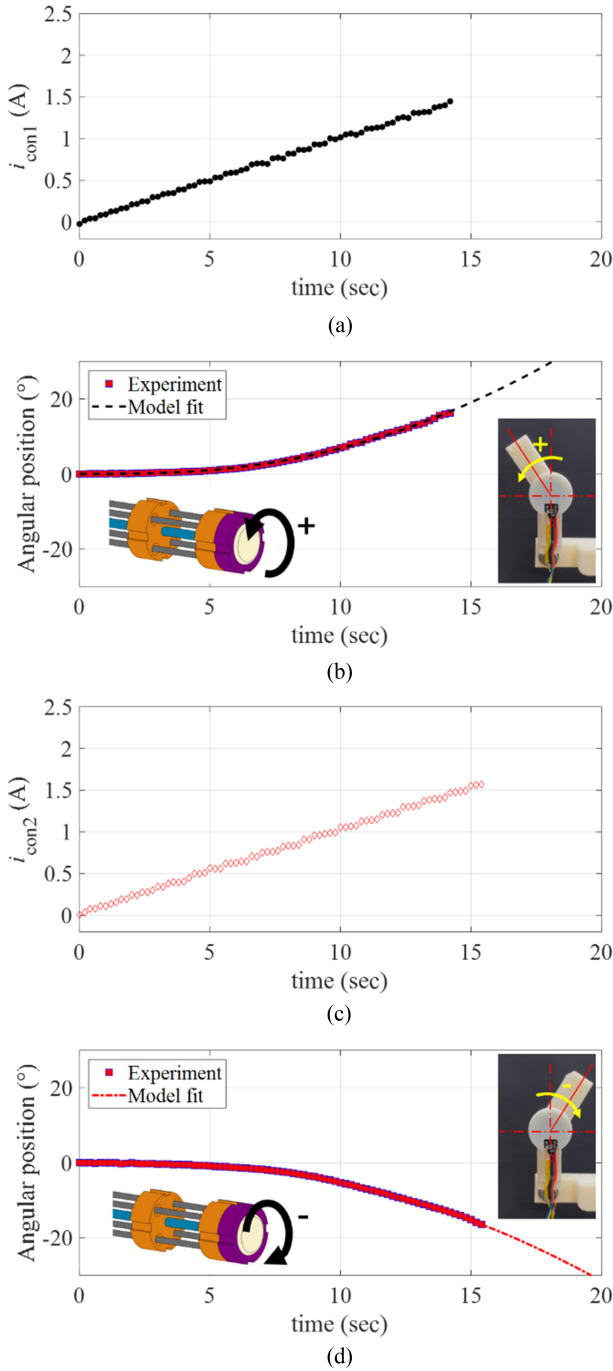 2.5
2
1.5
1
0.5
0
i con1 (A)
0 5 10 15 20
time (sec)
(a)
20
0
-20
Angular position (°)
Experiment
Model fit
+
+
0 5 10 15 20
time (sec)
(b)
2.5
2
1.5
1
0.5
0
i con2 (A)
0 5 10 15 20
time (sec)
(c)
20
0
-20
Angular position (°)
Experiment
Model fit
-
-
0 5 10 15 20
time (sec)
(d)